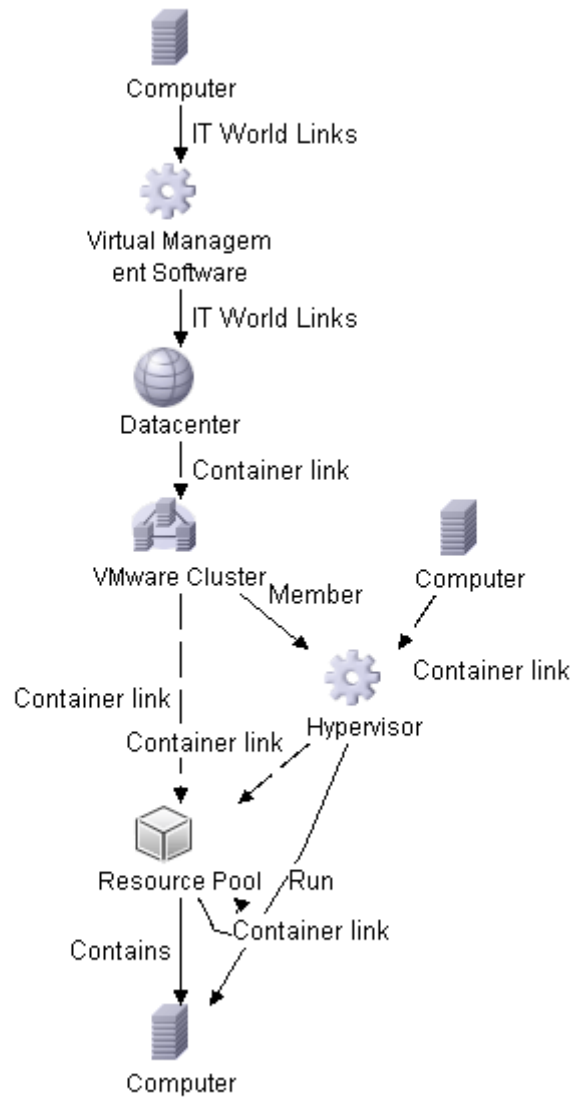 Computer
IT World Links
Virtual Managem
ent Software
IT World Links
Datacenter
Container link
VMware Cluster
Computer
Member
Container link
Hypervisor
Container link
Container link
Resource Pool
Run
Container link
Contains
Computer